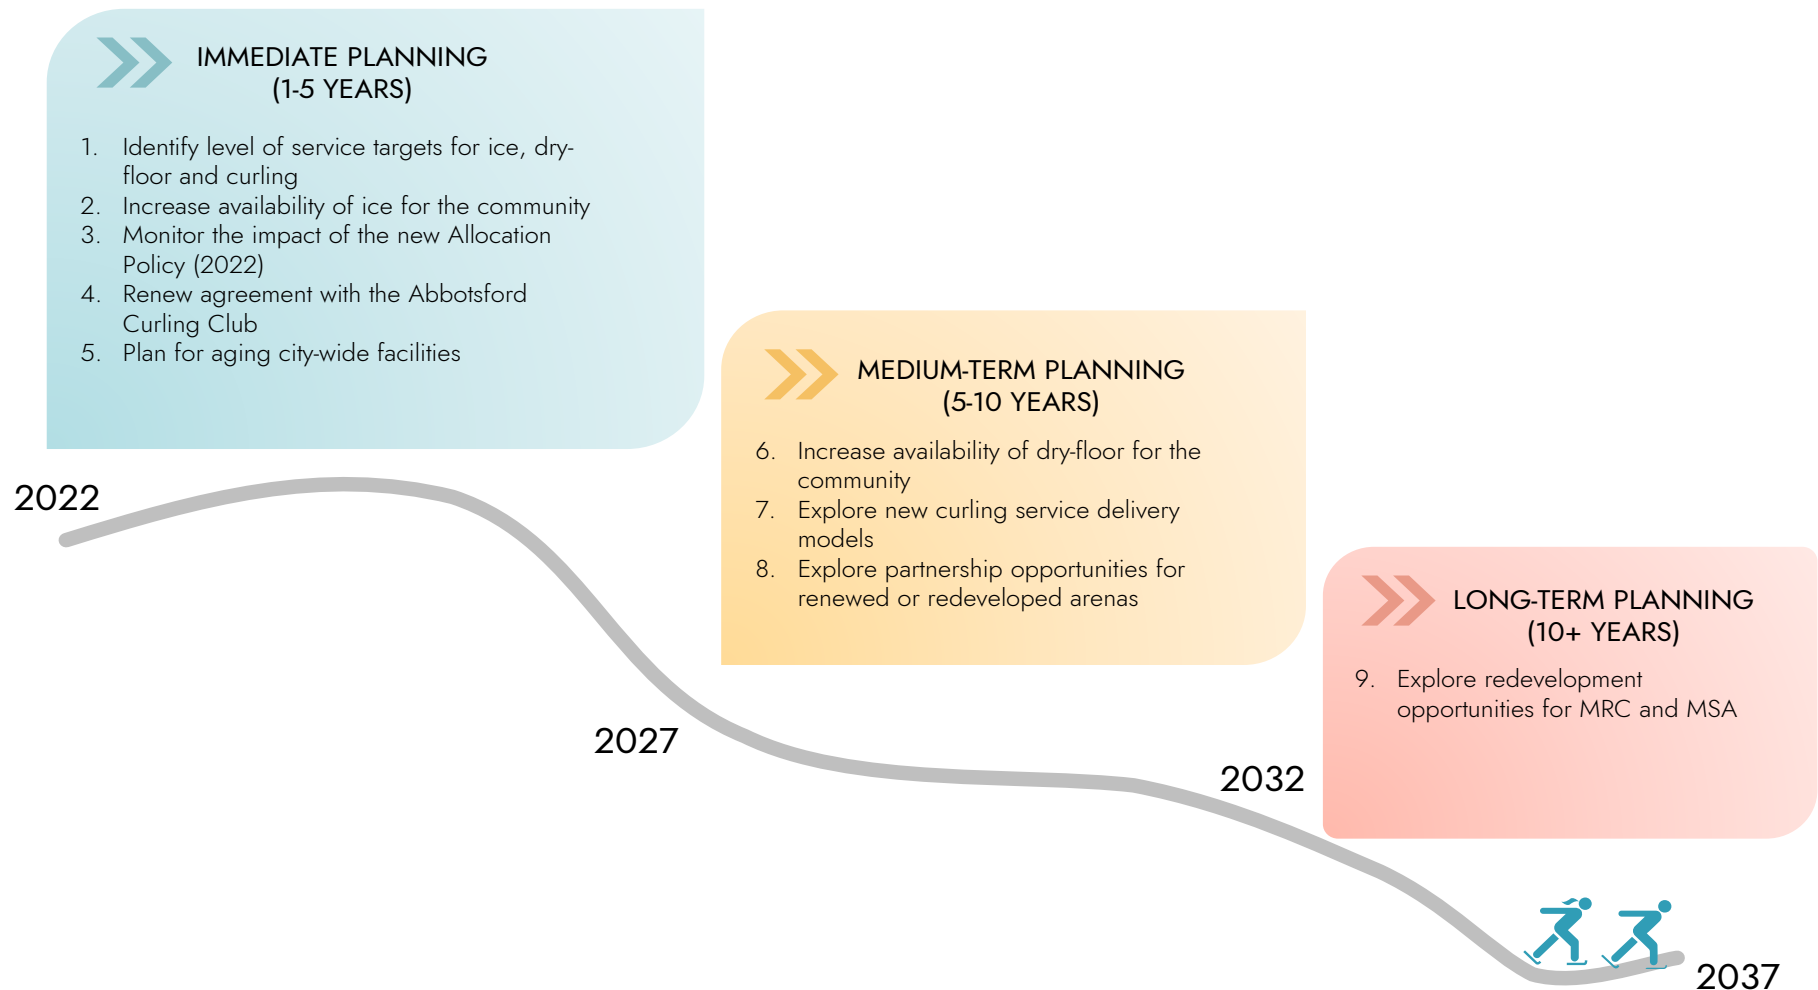 IMMEDIATE PLANNING
(1-5 YEARS)
1. Identify level of service targets for ice, dry-
floor and curling
2. Increase availability of ice for the community
3. Monitor the impact of the new Allocation
Policy (2022)
4. Renew agreement with the Abbotsford
Curling Club
5. Plan for aging city-wide facilities
2022
MEDIUM-TERM PLANNING
(5-10 YEARS)
6. Increase availability of dry-floor for the
community
7. Explore new curling service delivery
models
8. Explore partnership opportunities for
renewed or redeveloped arenas
2027
LONG-TERM PLANNING
(10+ YEARS)
9. Explore redevelopment
opportunities for MRC and MSA
2032
2037